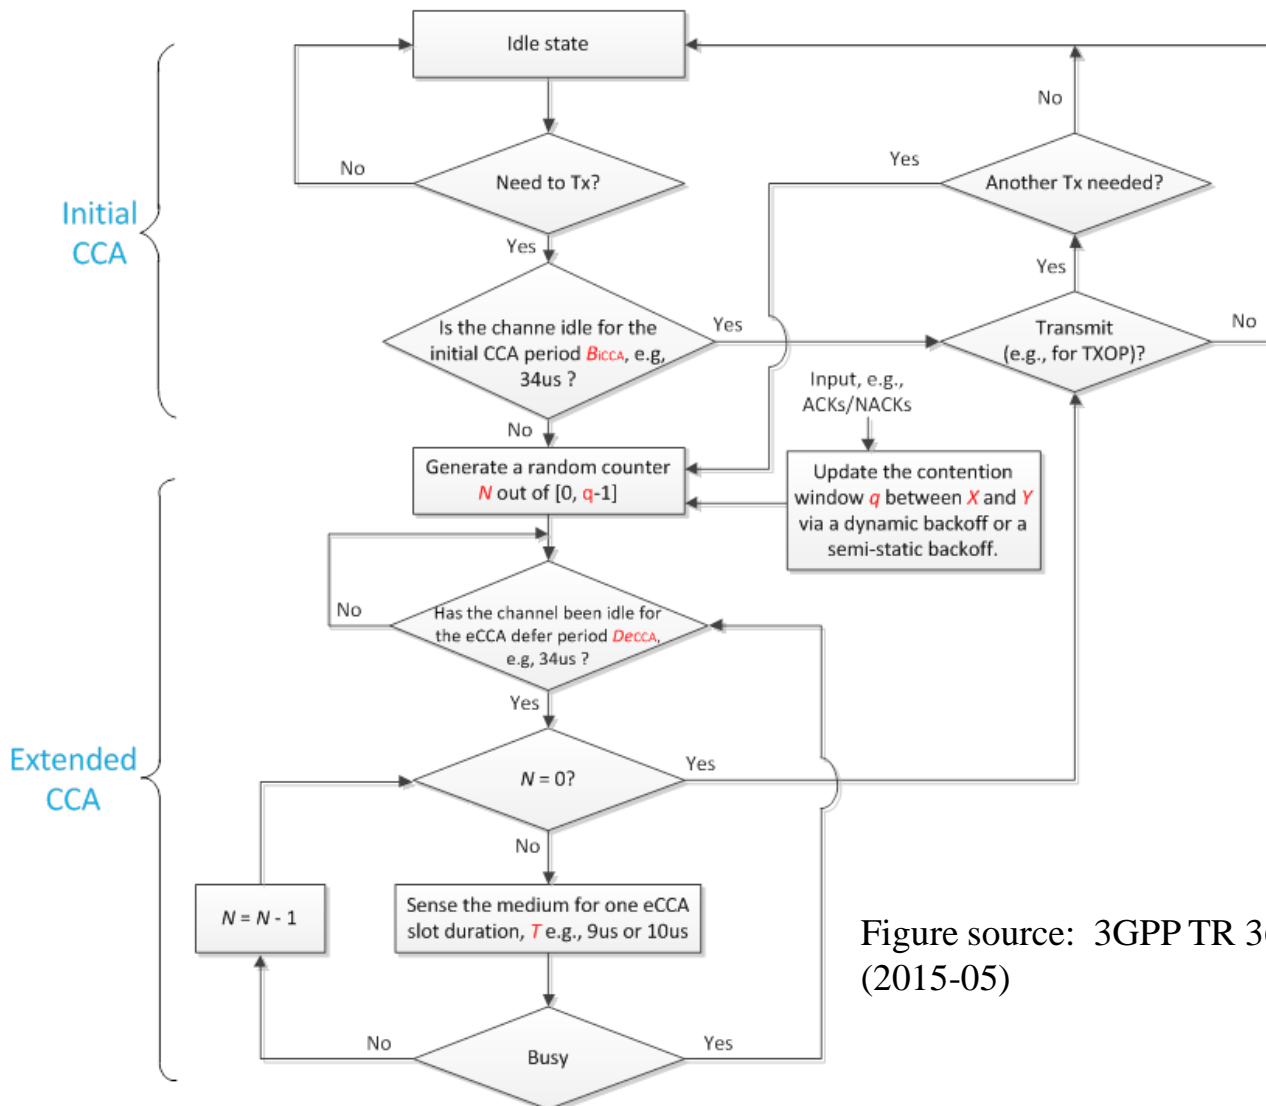 Idle state
No
Need to Tx?
Yes
Initial
CCA
Is the channe idle for the
initial CCA period BiCCA, e.g,
34us ?
Yes
No
No
Yes
Another Tx needed?
Yes
Transmit
(e.g., for TXOP)?
No
Input, e.g.,
ACKs/NACKs
Generate a random counter
N out of [0, q-1]
Update the contention
window q between X and Y
via a dynamic backoff or a
semi-static backoff.
No
Has the channel been idle for
the eCCA defer period DeCCA,
e.g, 34us ?
Yes
Extended
CCA
N = 0?
Yes
No
N = N - 1
Sense the medium for one eCCA
slot duration, T e.g., 9us or 10us
No
Busy
Yes
Figure source: 3GPP TR
(2015-05)